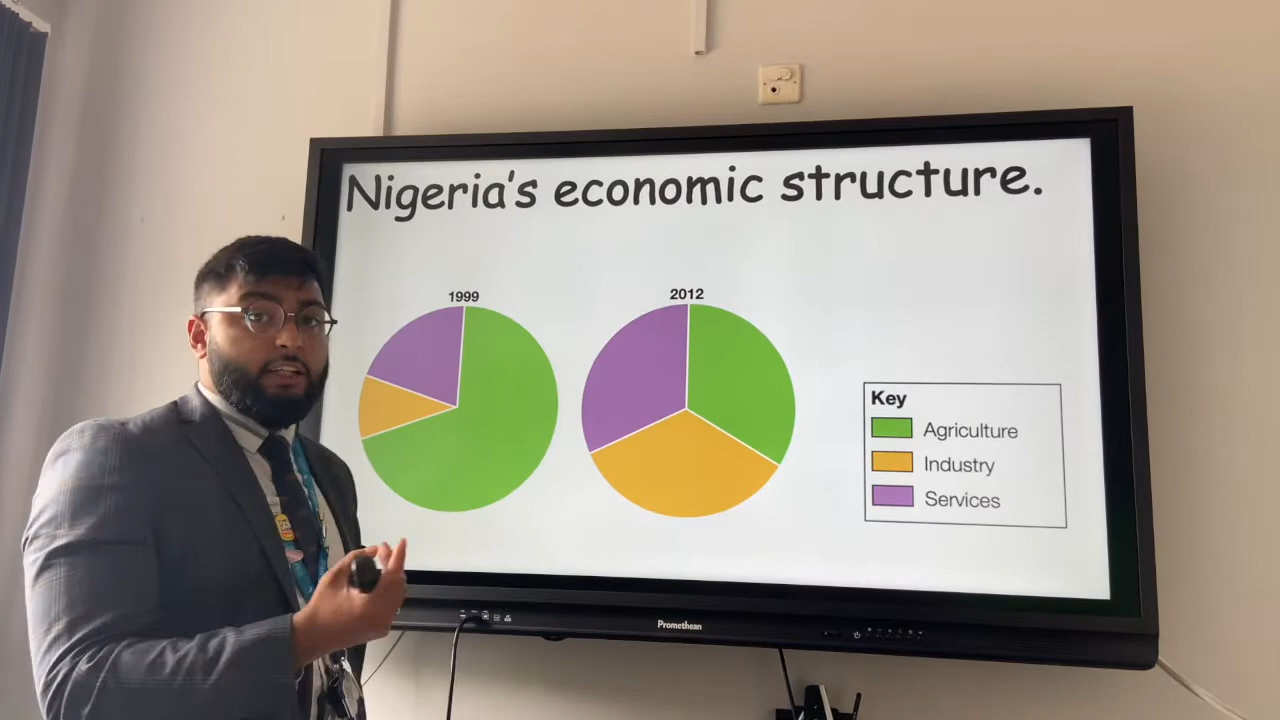 Nigeria's economic structure.
1999
2012
Key
Agriculture
Industry
Services
Promethean